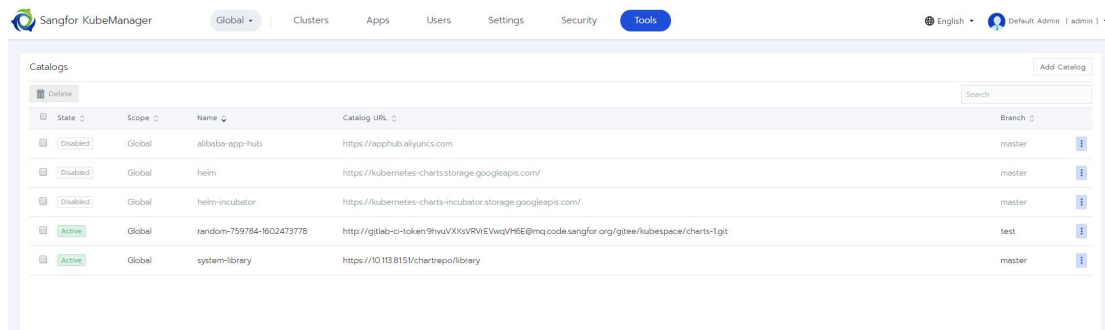 Sangfor KubeManager Global Clusters Apps Users Settings Security Tools English Default Admin ( admin )
Catalogs Add Catalog
Delete Search
State Scope Name Catalog URL Branch
Disabled Global alibaba-app-hub https://apphub.aliyuncs.com master
Disabled Global helm https://kubernetes-charts.storage.googleapis.com/ master
Disabled Global helm-incubator https://kubernetes-charts-incubator.storage.googleapis.com/ master
Active Global random-759784-1602473778 http://gitlab-ci-token:9hvuVXKsVRVrEVwqVH6E@mq.code.sangfor.org/gitee/kubespace/charts-1.git test
Active Global system-library https://10.113.81.51/chartrepo/library master